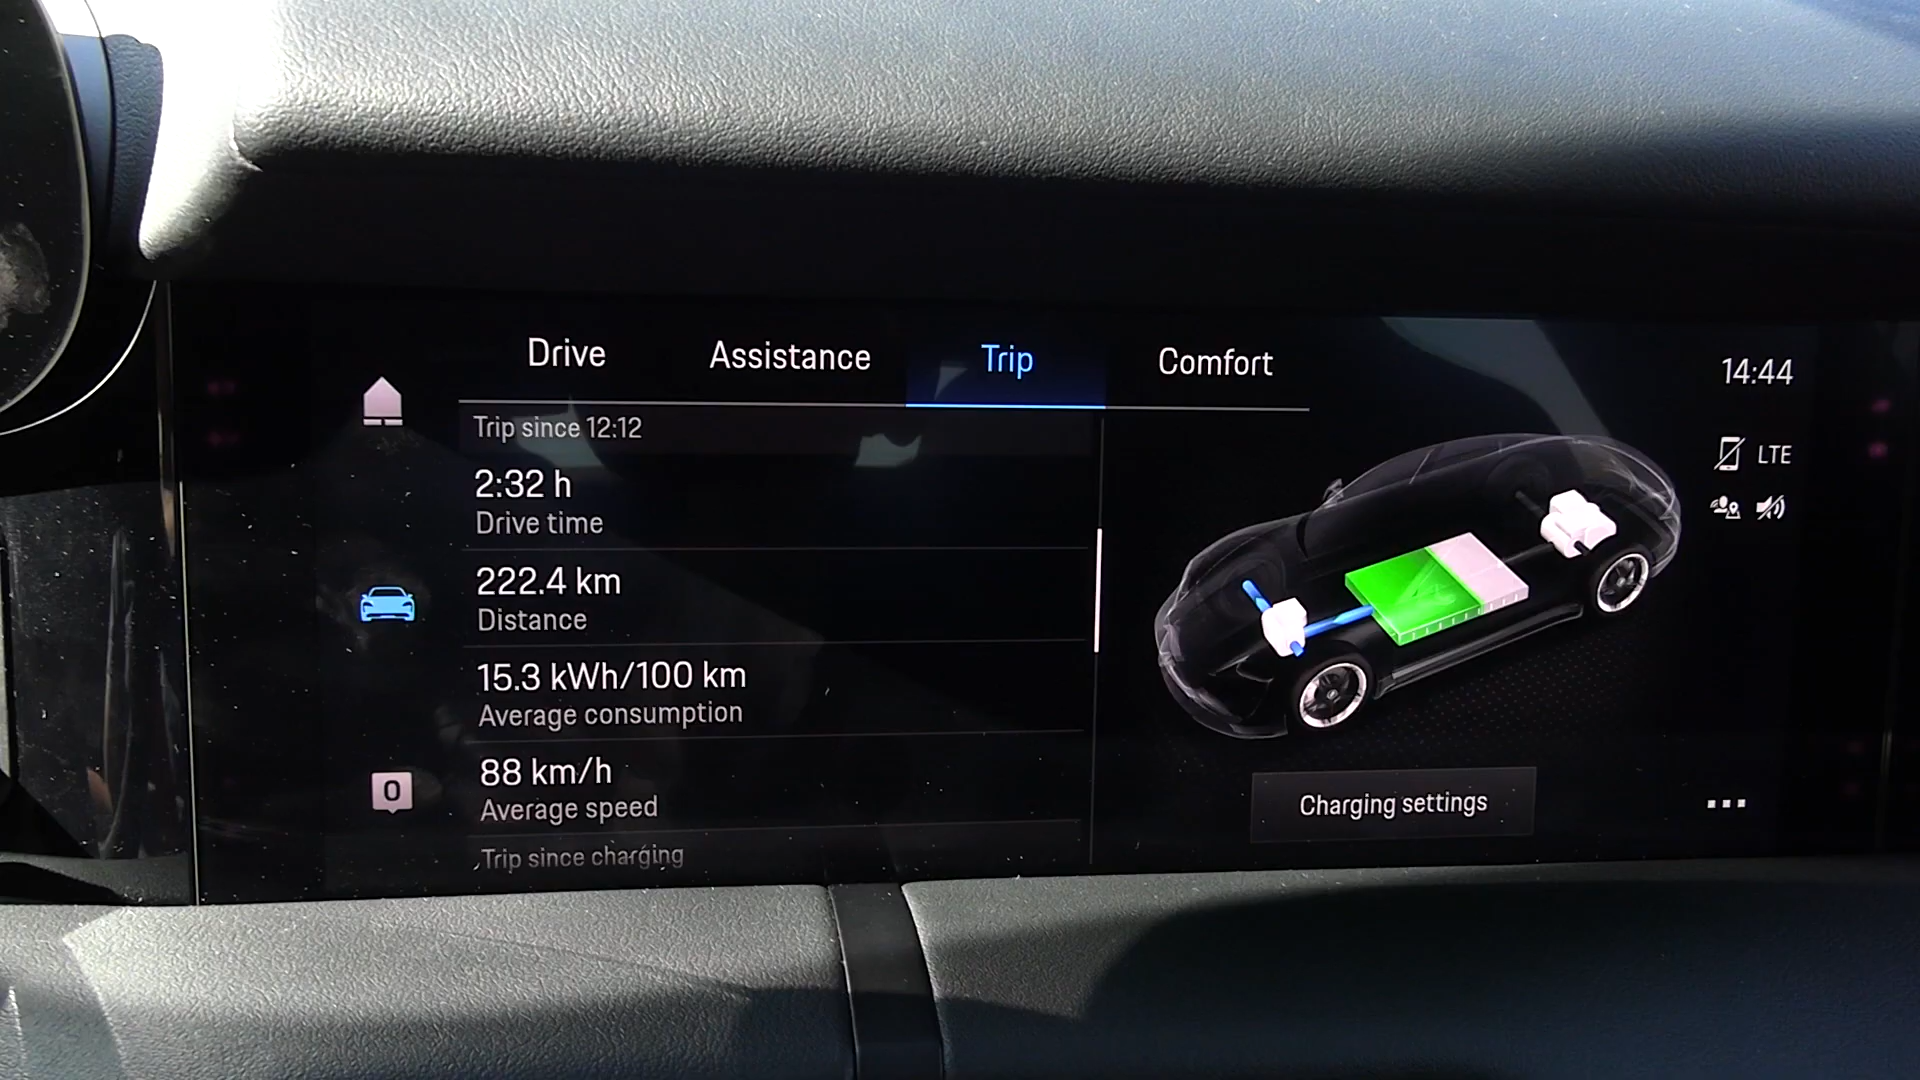 Drive
Assistance
Trip
Comfort
14:44
Trip since 12:12
LTE
2:32 h
Drive time
222.4 km
Distance
15.3 kWh/100 km
Average consumption
0
88 km/h
Average speed
Charging settings
Trip since charging